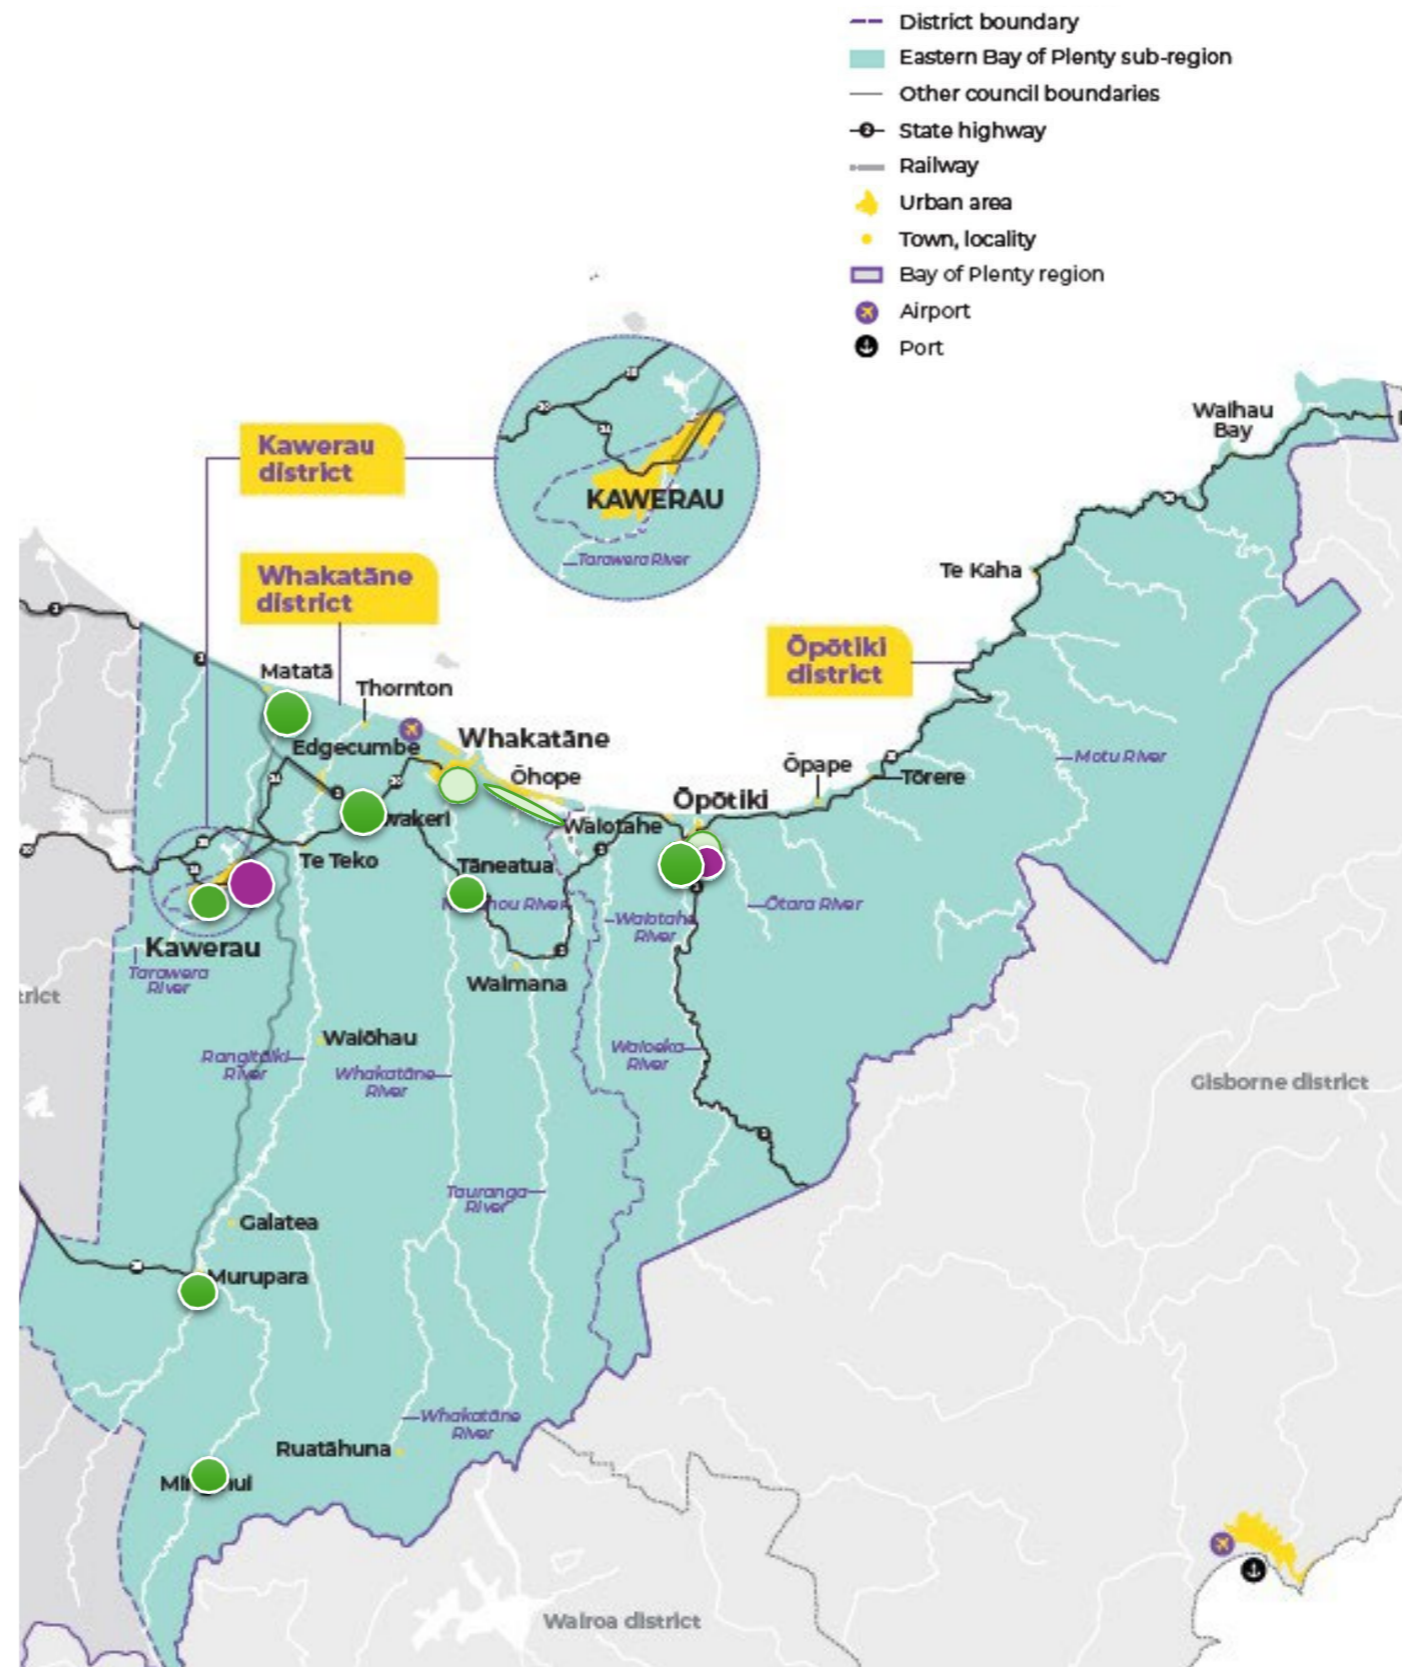 District boundary
Eastern Bay of Plenty sub-region
Other council boundaries
State highway
Railway
Urban area
Town, locality
Bay of Plenty region
Airport
Port
Kawerau
district
KAWERAU
Tarawera River
Whakatāne
district
Waihau
Bay
Te Kaha
Ōpōtiki
district
Matatā
Thornton
Edgecumbe
Whakatāne
Ōhope
Ōpape
Tōrere
Motu River
Ōpōtiki
Waiotahe
Te Teko
Tāneatua
Ōtara River
Waiotahe
River
Kawerau
Tarawera
River
Waimana
Waiōhau
Rangitāiki
River
Whakatāne
River
Waioeka
River
Gisborne district
Tauranga
River
Galatea
Murupara
Whakatāne
River
Ruatāhuna
Wairoa district